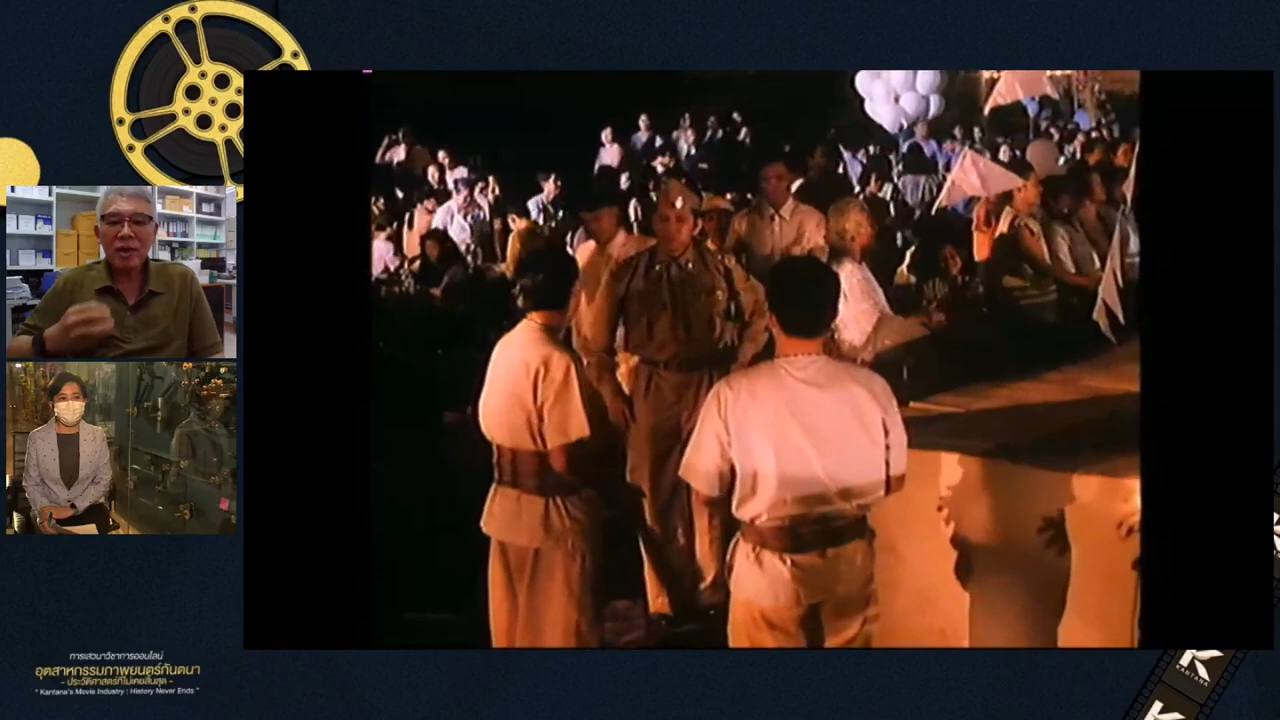 การเสวนาวิชาการออนไลน์
อุตสาหกรรมภาพยนตร์กันตนา
- ประวัติศาสตร์ที่ไม่เคยสิ้นสุด -
" Kantana's Movie Industry : History Never Ends "
KANTANA